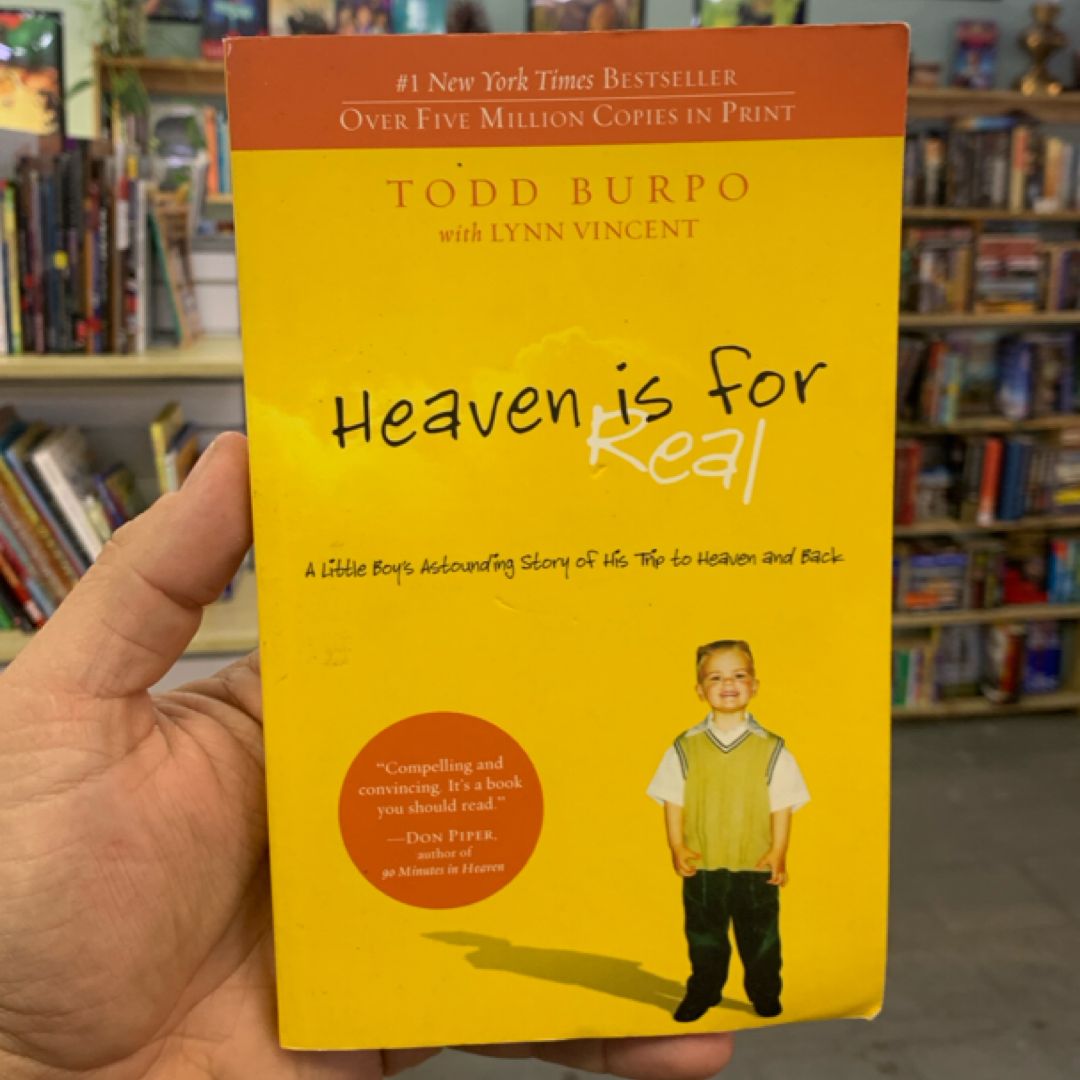 #1 New York Times BESTSELLER
OVER FIVE MILLION COPIES IN PRINT
TODD BURPO
with LYNN VINCENT
Heaven is for
Real
A Little Boy's Astounding Story of His Trip to Heaven and Back
“Compelling and
convincing. It's a book
you should read.”
—DON PIPER,
author of
90 Minutes in Heaven